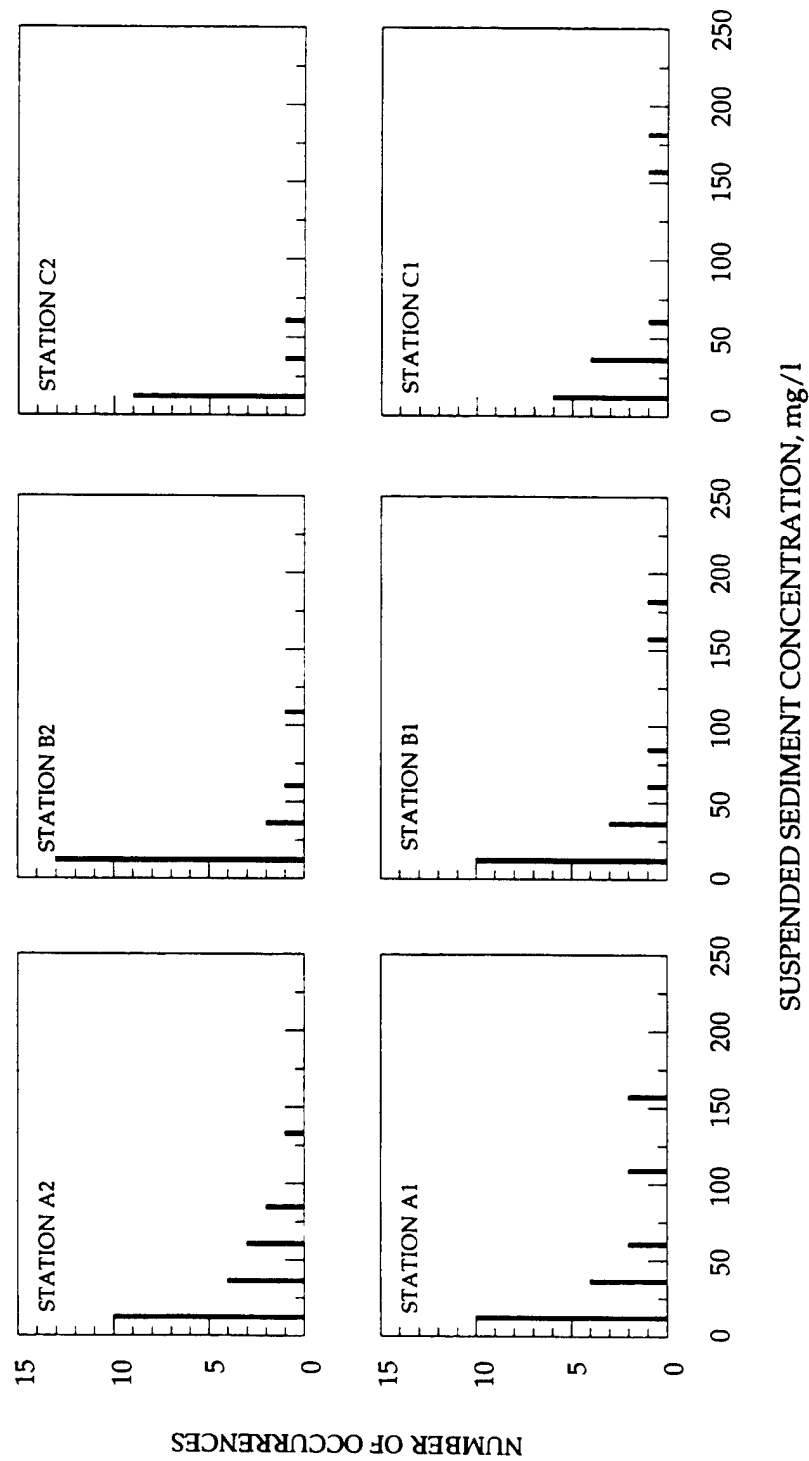 NUMBER OF OCCURRENCES
15
10
5
0
STATION A2
STATION B2
STATION C2
15
10
5
0
STATION A1
STATION B1
STATION C1
0 50 100 150 200 250
0 50 100 150 200 250
0 50 100 150 200 250
SUSPENDED SEDIMENT CONCENTRATION, mg/l